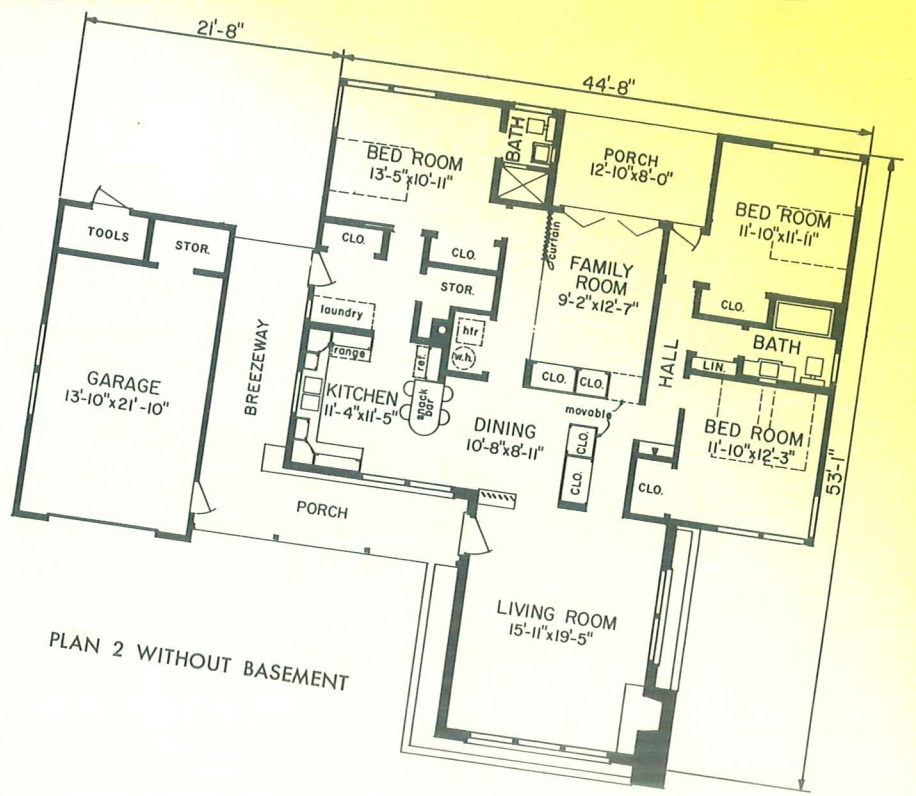 21'-8"
44'-8"
BED ROOM
13'-5"x10'-11"
BATH
PORCH
12'-10"x8'-0"
BED ROOM
11'-10"x11'-11"
TOOLS
STOR.
CLO.
CLO.
STOR.
curtain
FAMILY
ROOM
9'-2"x12'-7"
CLO.
BATH
laundry
range
htr
w.h.
ref.
LIN.
HALL
GARAGE
13'-10"x21'-10"
BREEZEWAY
KITCHEN
11'-4"x11'-5"
snack
bar
CLO.
CLO.
movable
DINING
10'-8"x8'-11"
CLO.
CLO.
BED ROOM
11'-10"x12'-3"
CLO.
53'-1"
PORCH
LIVING ROOM
15'-11"x19'-5"
PLAN 2 WITHOUT BASEMENT